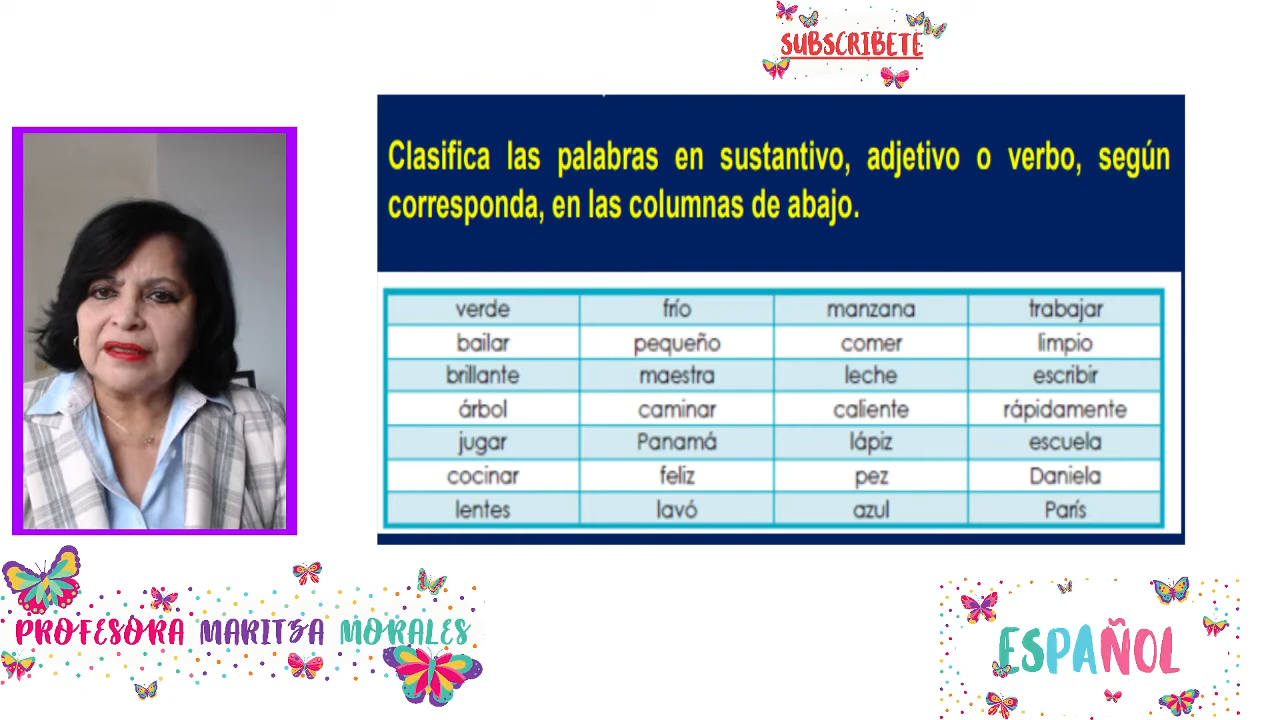 SUBSCRIBETE
Clasifica las palabras en sustantivo, adjetivo o verbo, según
corresponda, en las columnas de abajo.
verde frío manzana trabajar
bailar pequeño comer limpio
brillante maestra leche escribir
árbol caminar caliente rápidamente
jugar Panamá lápiz escuela
cocinar feliz pez Daniela
lentes lavó azul París
PROFESORA MARITZA MORALES
ESPAÑOL